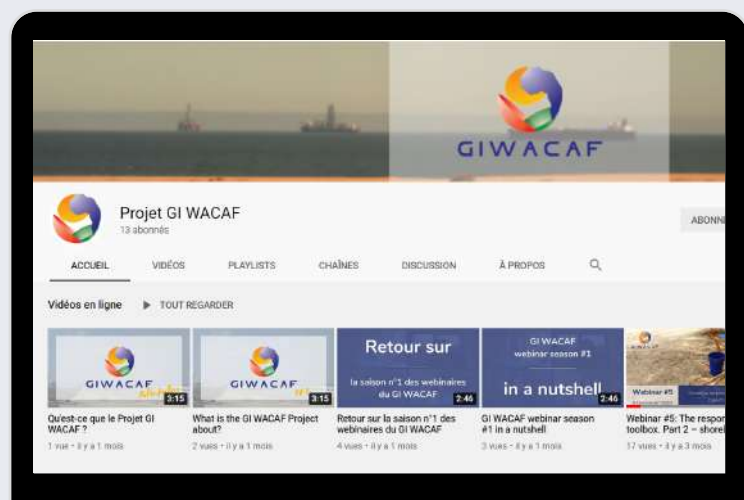 GIWACAF
Projet GI WACAF
13 abonnés
ABONN
ACCUEIL VIDÉOS PLAYLISTS CHAÎNES DISCUSSION À PROPOS
Vidéos en ligne TOUT REGARDER
GIWACAF
3:15
Qu'est-ce que le Projet GI
WACAF ?
1 vue • il y a 1 mois
GIWACAF
3:15
What is the GI WACAF Project
about?
2 vues • il y a 1 mois
Retour sur
la saison n°1 des webinaires
du GI WACAF
2:46
Retour sur la saison n°1 des
webinaires du GI WACAF
4 vues • il y a 1 mois
GI WACAF
webinar season #1
in a nutshell
2:46
GI WACAF webinar season
#1 in a nutshell
3 vues • il y a 1 mois
Webinar #5
Webinar #5: The respon
toolbox. Part 2 – shorel
17 vues • il y a 3 mois